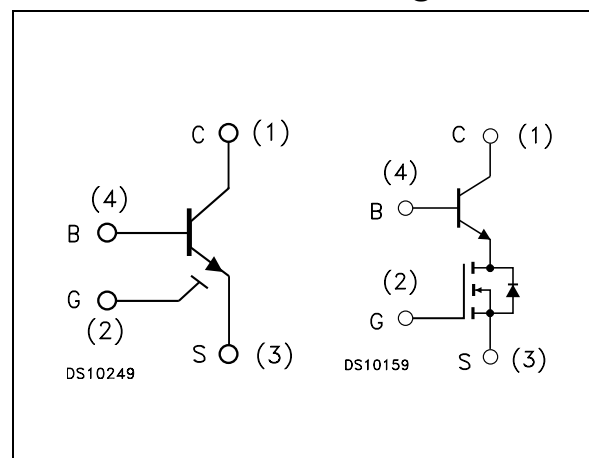 C (1)
(4)
B
G
(2)
S (3)
DS10249
C (1)
(4)
B
(2)
G
S (3)
DS10159